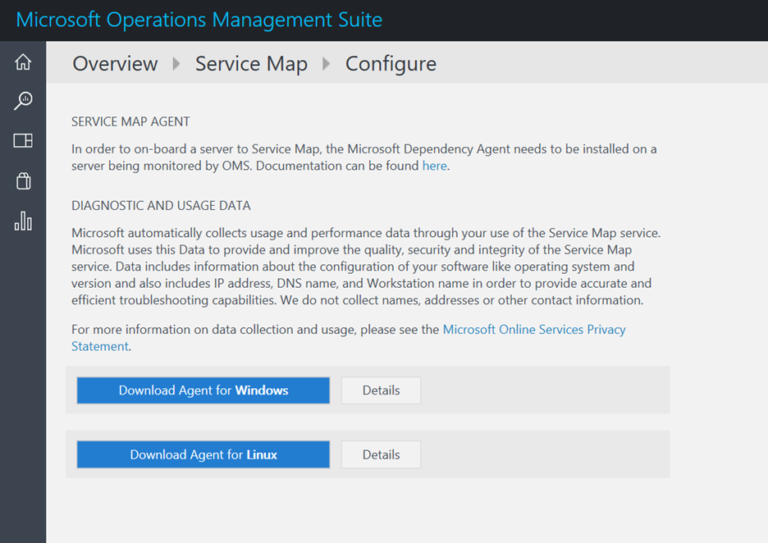 Microsoft Operations Management Suite
Overview Service Map Configure
SERVICE MAP AGENT
In order to on-board a server to Service Map, the Microsoft Dependency Agent needs to be installed on a
server being monitored by OMS. Documentation can be found here.
DIAGNOSTIC AND USAGE DATA
Microsoft automatically collects usage and performance data through your use of the Service Map service.
Microsoft uses this Data to provide and improve the quality, security and integrity of the Service Map
service. Data includes information about the configuration of your software like operating system and
version and also includes IP address, DNS name, and Workstation name in order to provide accurate and
efficient troubleshooting capabilities. We do not collect names, addresses or other contact information.
For more information on data collection and usage, please see the Microsoft Online Services Privacy
Statement.
Download Agent for Windows Details
Download Agent for Linux Details